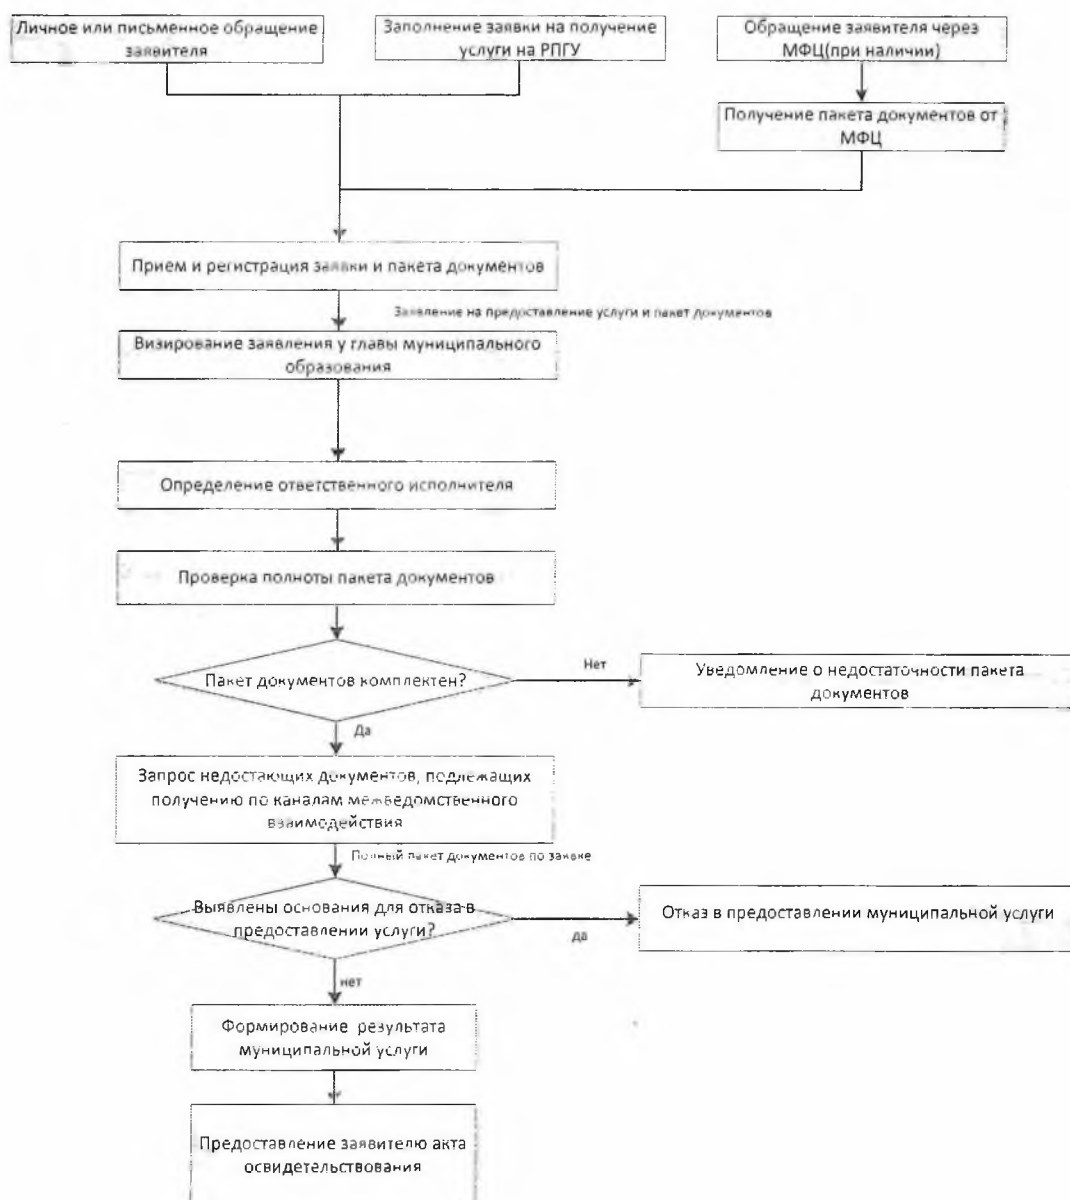 Личное или письменное обращение
заявителя
Заполнение заявки на получение
услуги на РПГУ
Обращение заявителя через
МФЦ(при наличии)
Получение пакета документов от
МФЦ
Прием и регистрация заявки и пакета документов
Заявление на предоставление услуги и пакет документов
Визирование заявления у главы муниципального
образования
Определение ответственного исполнителя
Проверка полноты пакета документов
Пакет документов комплектен?
Нет
Уведомление о недостаточности пакета
документов
Да
Запрос недостающих документов, подлежащих
получению по каналам межведомственного
взаимодействия
Полный пакет документов по заявке
Выявлены основания для отказа в
предоставлении услуги?
да
Отказ в предоставлении муниципальной услуги
нет
Формирование результата
муниципальной услуги
Предоставление заявителю акта
освидетельствования